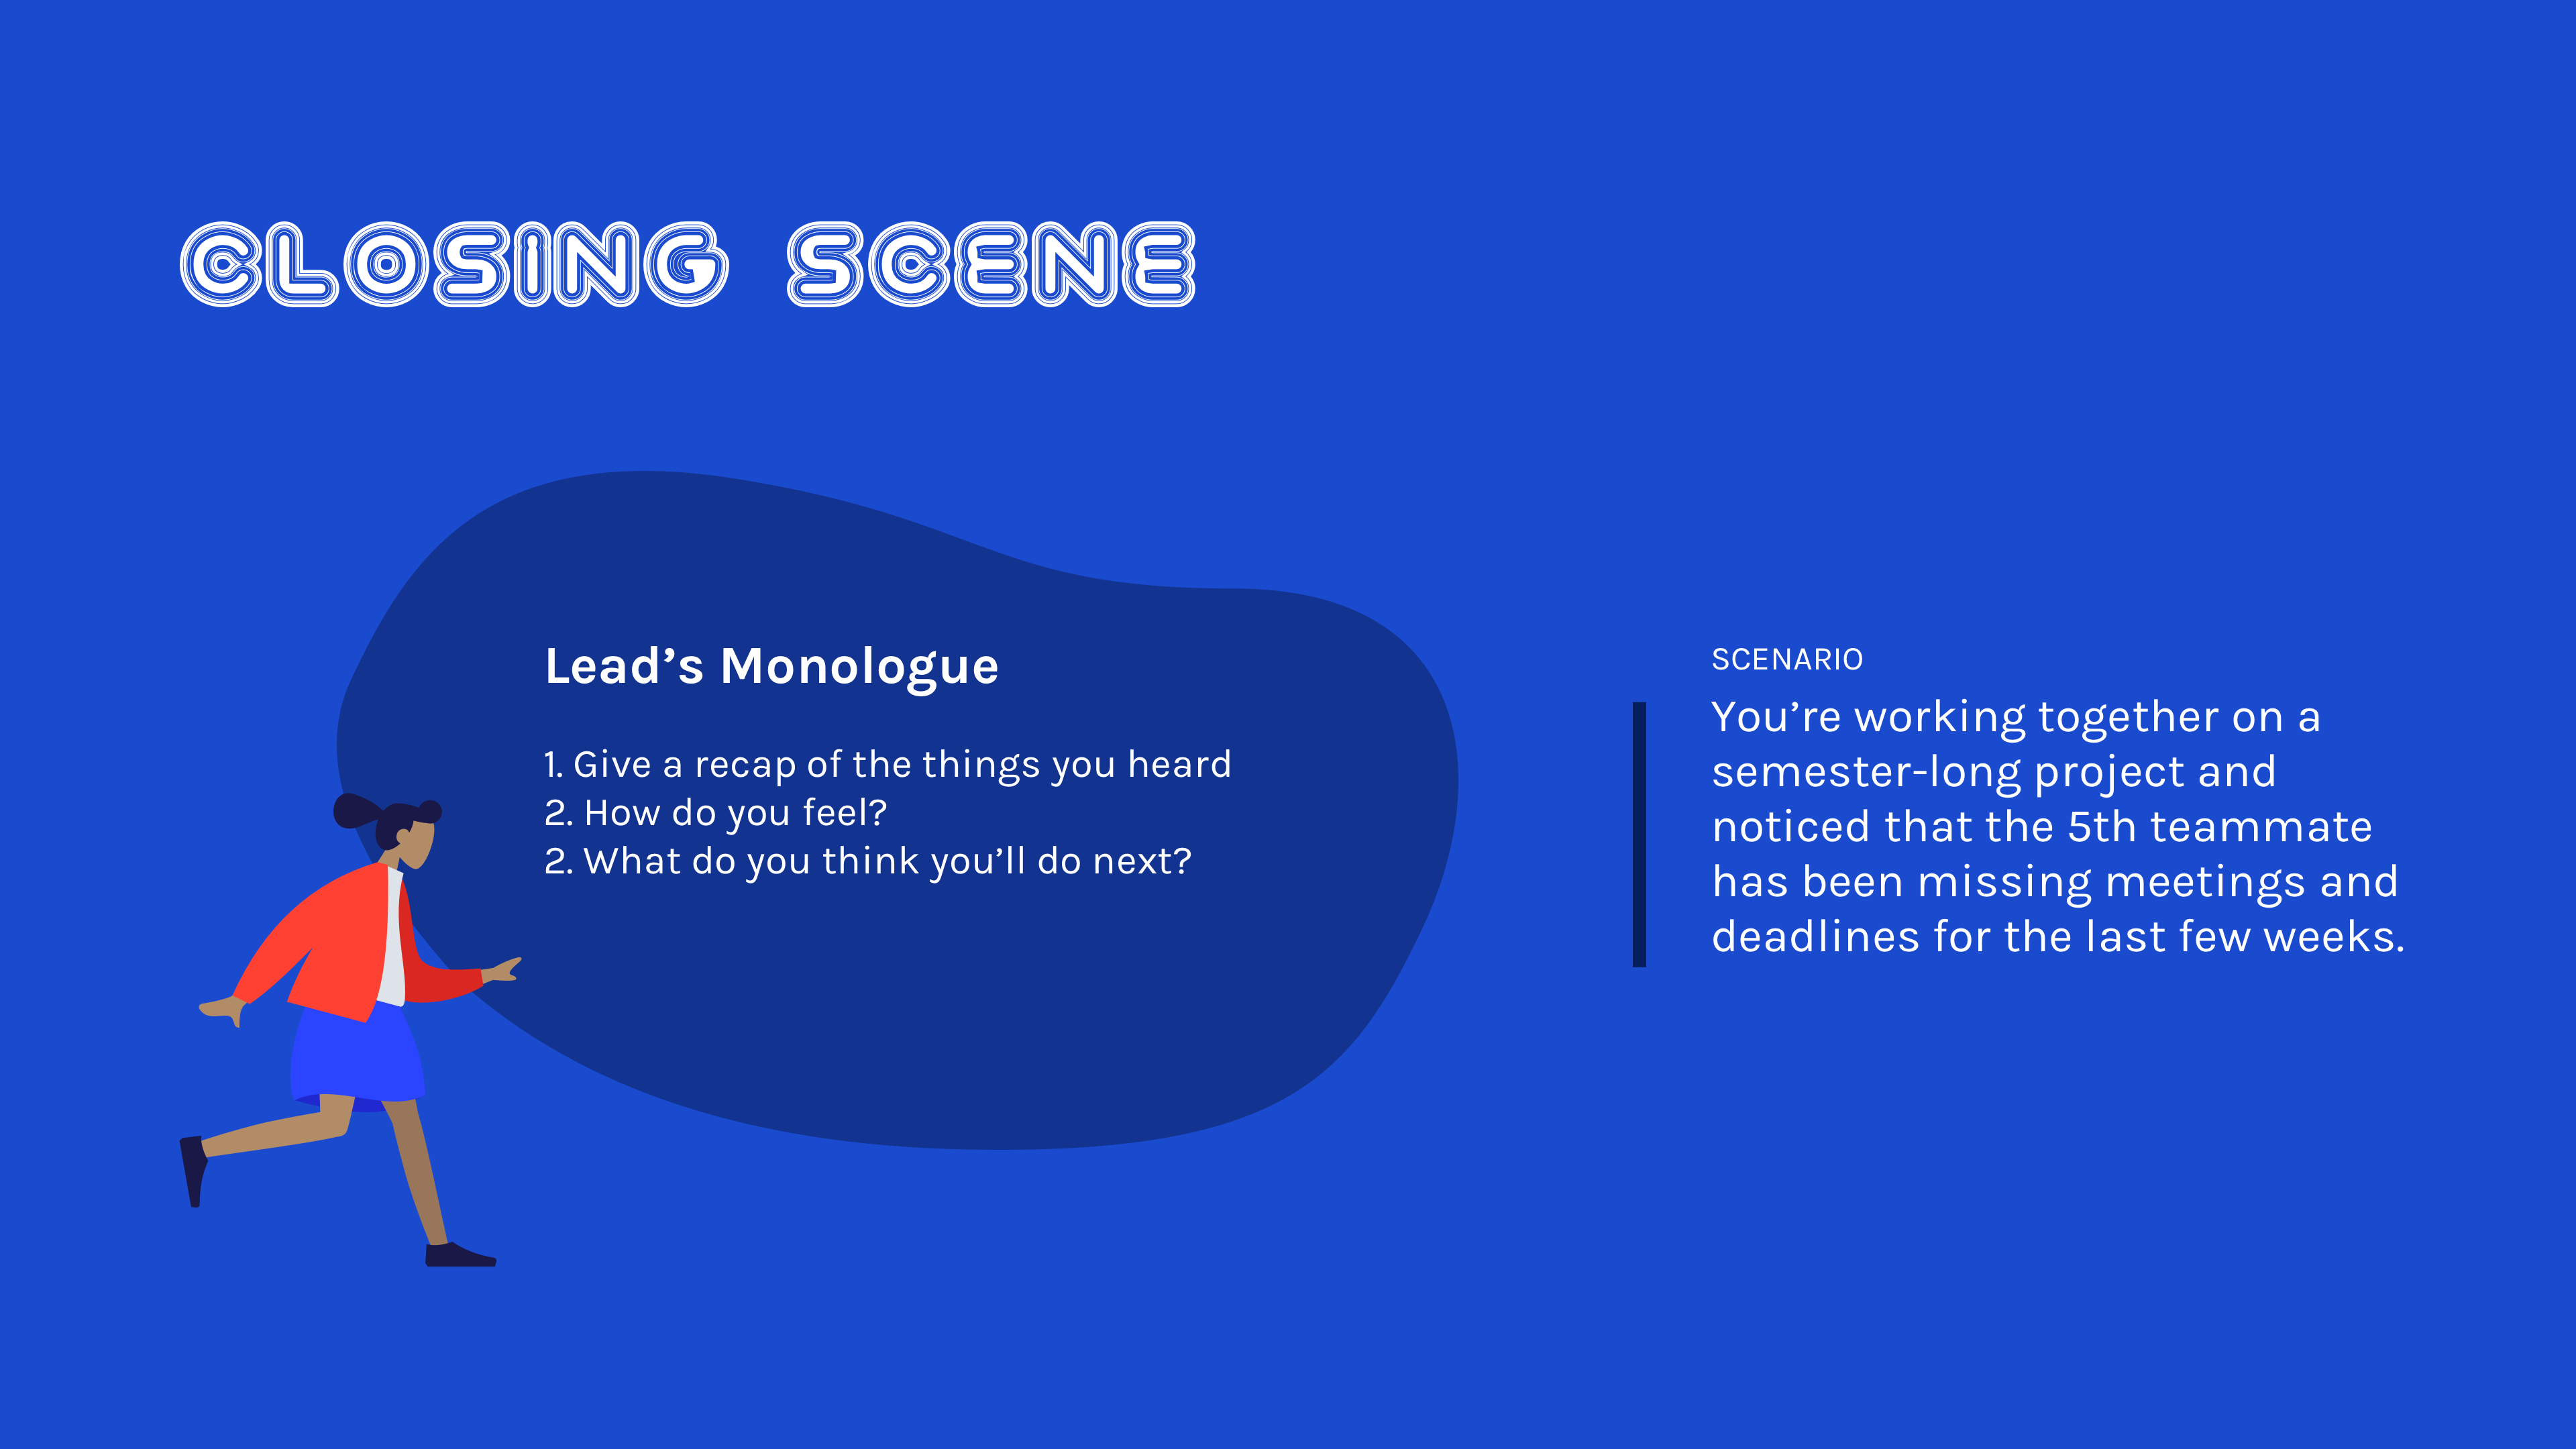 CLOSING SCENE
Lead’s Monologue
1. Give a recap of the things you heard
2. How do you feel?
2. What do you think you’ll do next?
SCENARIO
You’re working together on a
semester-long project and
noticed that the 5th teammate
has been missing meetings and
deadlines for the last few weeks.